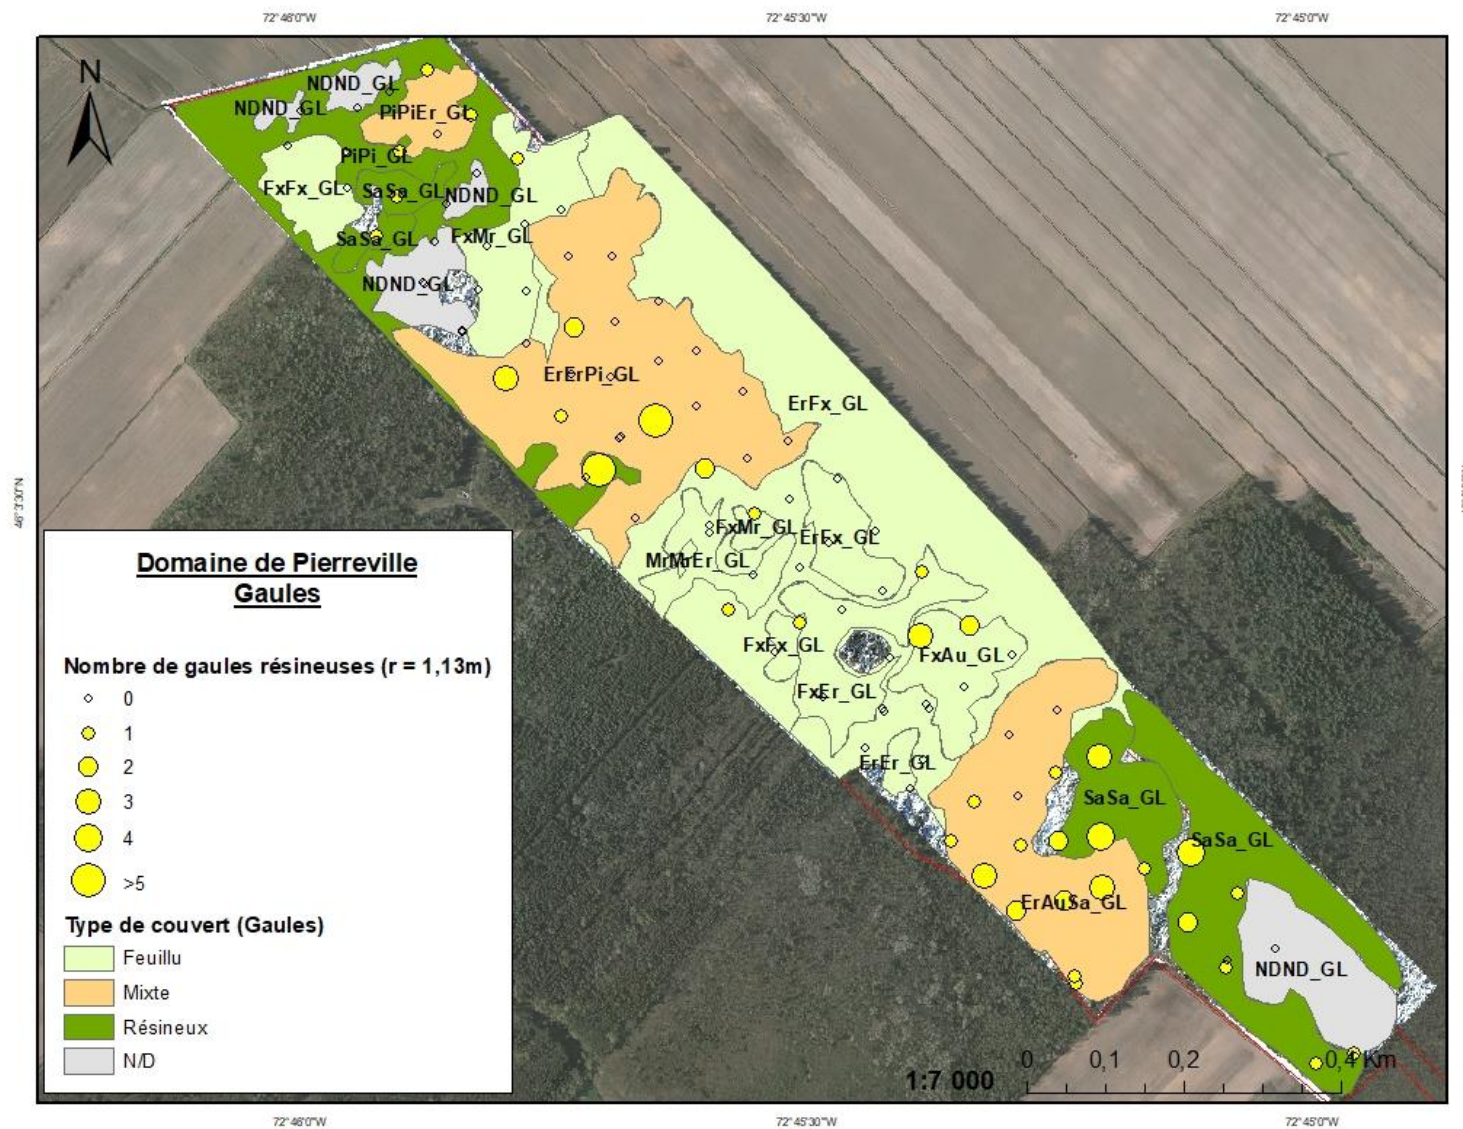 72°46'0"W
72°45'30"W
72°45'0"W
N
NDND_GL
NDND_GL
PiPiEr_GL
PiPi_GL
FxFx_GL
SaSa_GL
NDND_GL
SaSa_GL
FxMr_GL
NDND_GL
ErErPi_GL
ErFx_GL
46°3'30"N
FxMr_GL
ErFx_GL
MrMrEr_GL
FxFx_GL
FxAu_GL
FxEr_GL
ErEr_GL
SaSa_GL
SaSa_GL
ErAuSa_GL
NDND_GL
Domaine de Pierreville
Gaules
Nombre de gaules résineuses (r = 1,13m)
0
1
2
3
4
>5
Type de couvert (Gaules)
Feuillu
Mixte
Résineux
N/D
1:7 000
0 0,1 0,2 0,4 Km
72°46'0"W
72°45'30"W
72°45'0"W